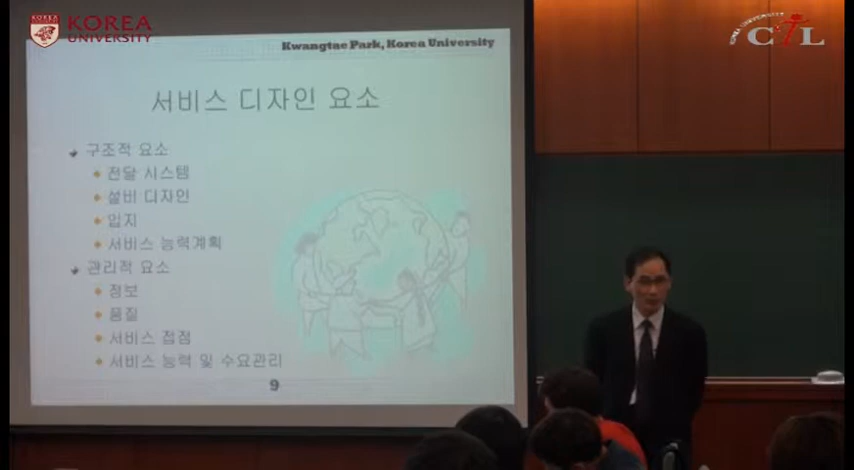 KOREA
UNIVERSITY
CTL
Kwangtae Park, Korea University
서비스 디자인 요소
구조적 요소
전달 시스템
설비 디자인
입지
서비스 능력계획
관리적 요소
정보
품질
서비스 접점
서비스 능력 및 수요관리
9